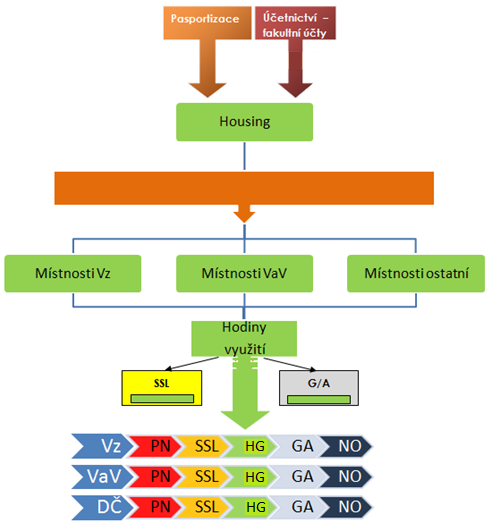 Pasportizace
Účetnictví –
fakultní účty
Housing
Místnosti Vz
Místnosti VaV
Místnosti ostatní
Hodiny
využití
SSL
G/A
Vz PN SSL HG GA NO
VaV PN SSL HG GA NO
DČ PN SSL HG GA NO